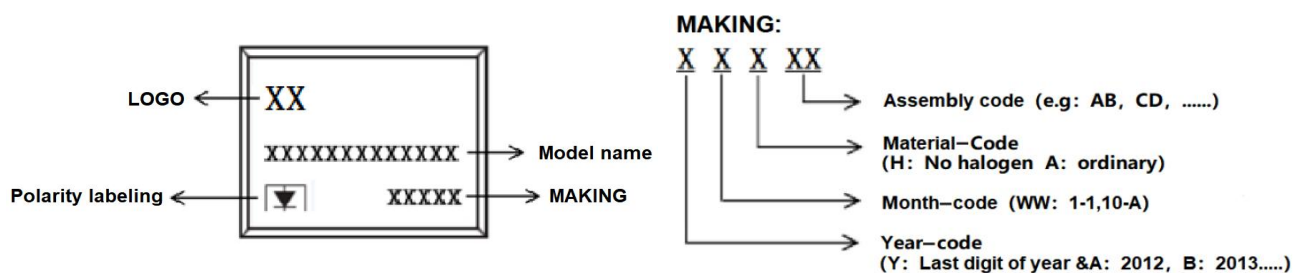 LOGO
XX
XXXXXXXXXXXXX
Model name
Polarity labeling
XXXXX
MAKING
MAKING:
X X X XX
Assembly code (e.g: AB, CD, ......)
Material-Code
(H: No halogen A: ordinary)
Month-code (WW: 1-1,10-A)
Year-code
(Y: Last digit of year &A: 2012, B: 2013.....)